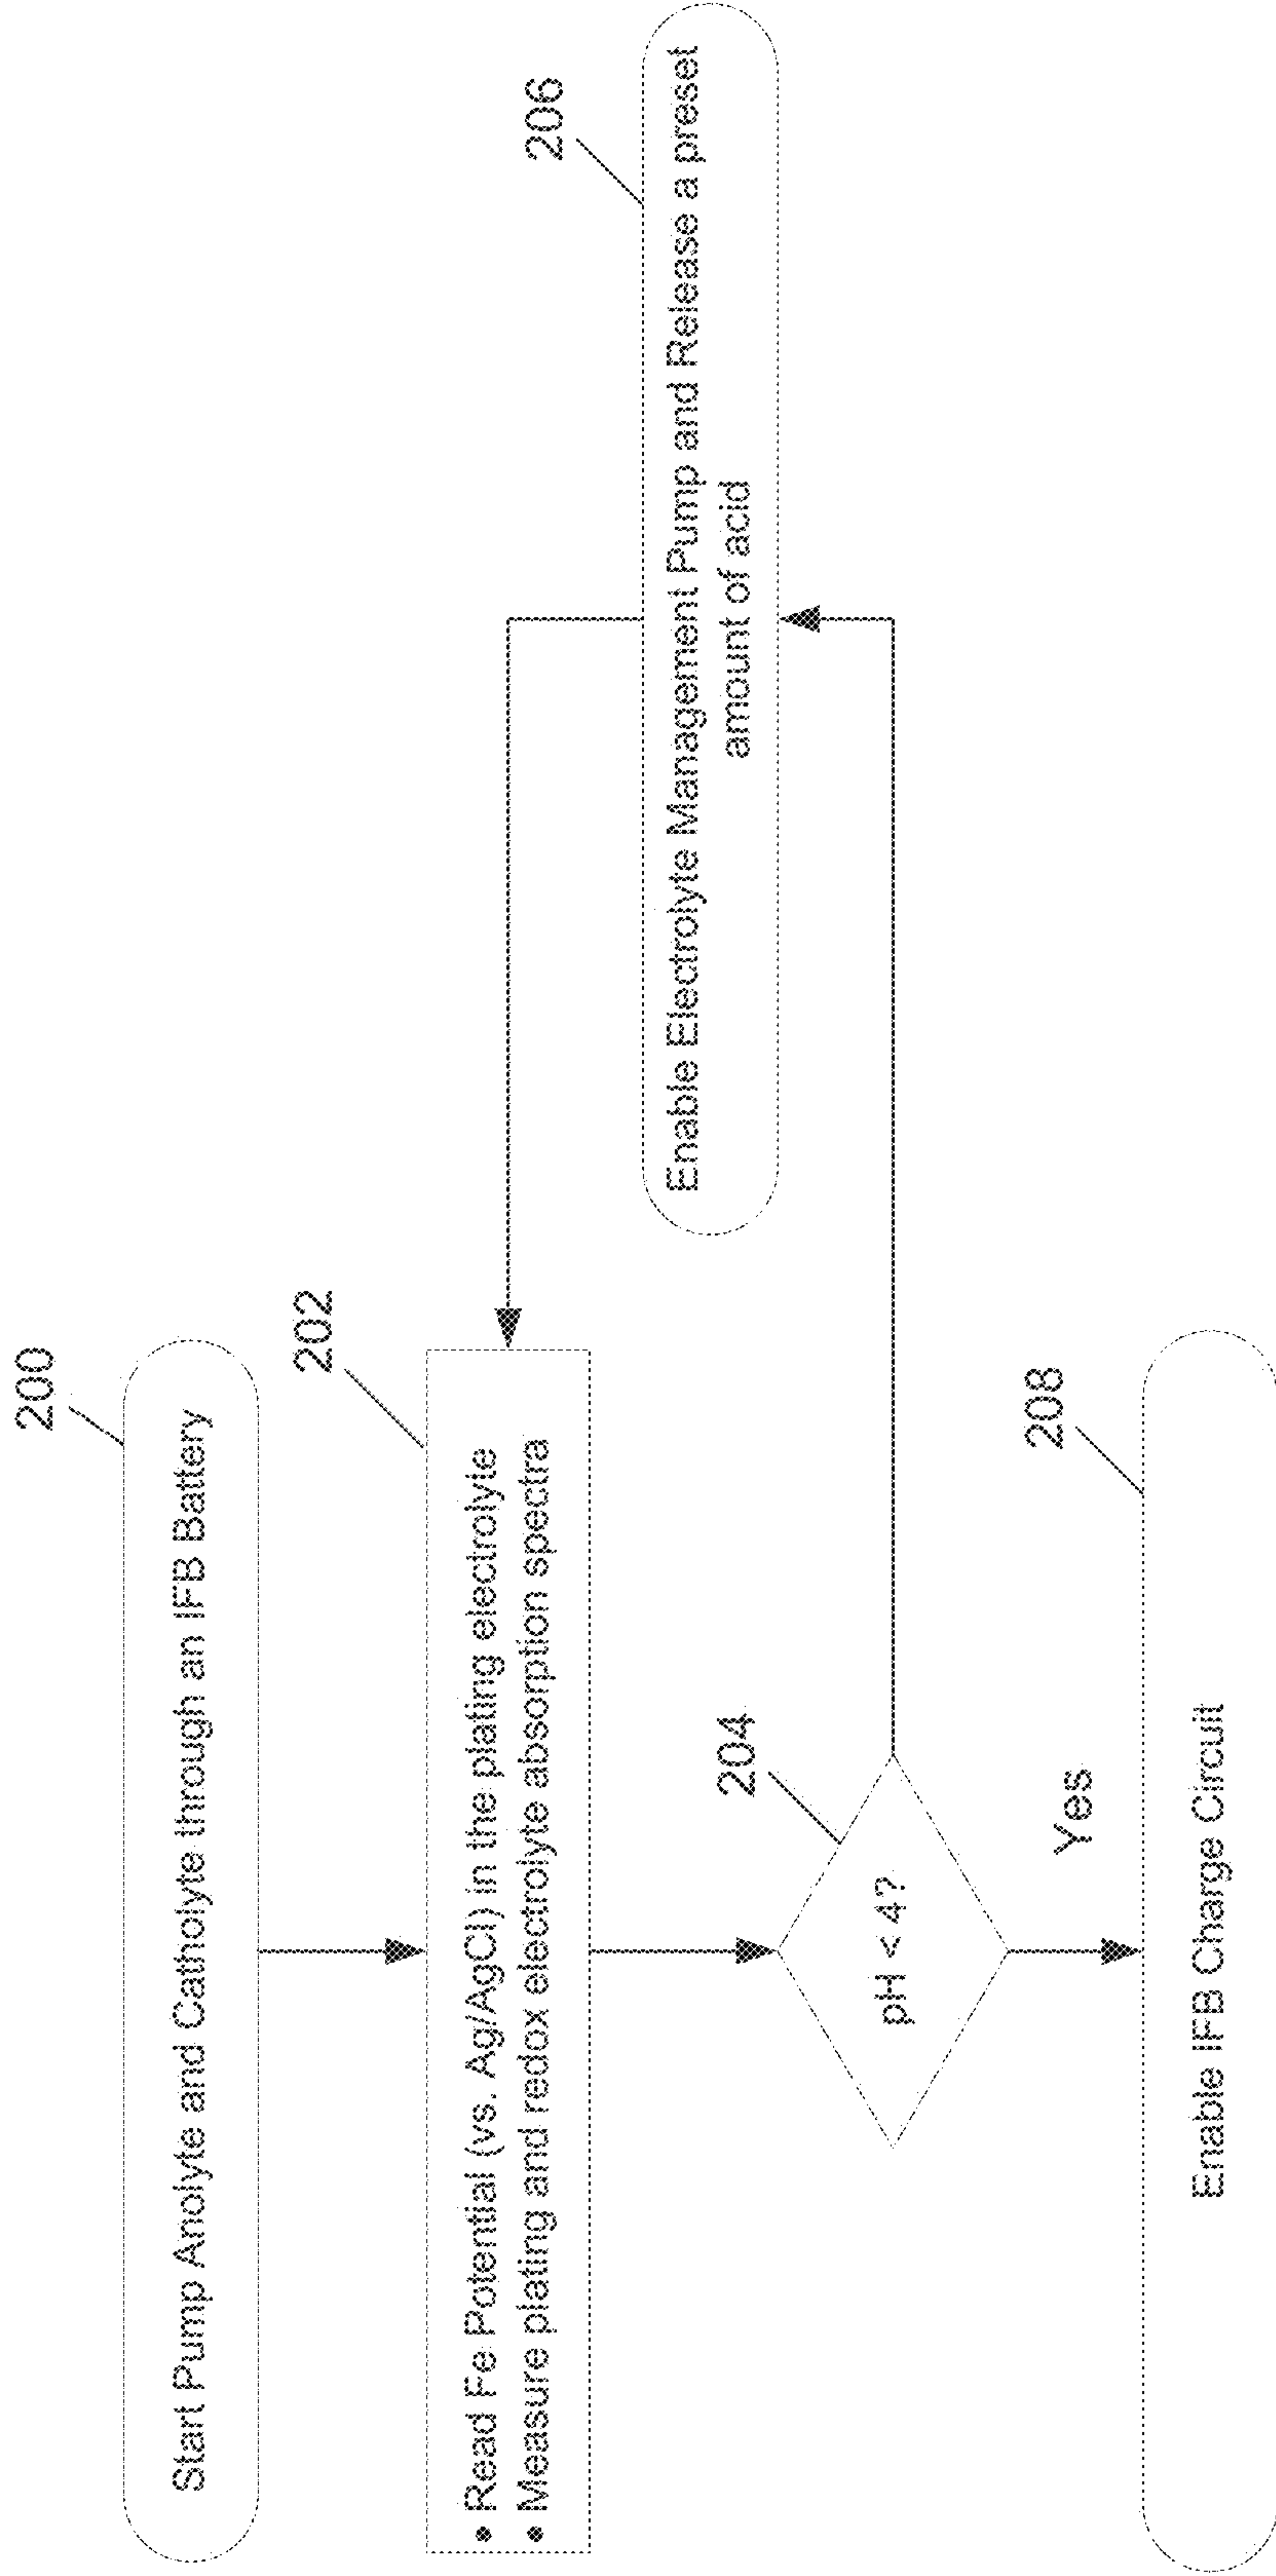 200
Start Pump Anolyte and Catholyte through an IFB Battery
202
• Read Fe Potential (vs. Ag/AgCl) in the plating electrolyte
• Measure plating and redox electrolyte absorption spectra
204
pH < 4?
206
Enable Electrolyte Management Pump and Release a preset
amount of acid
Yes
208
Enable IFB Charge Circuit